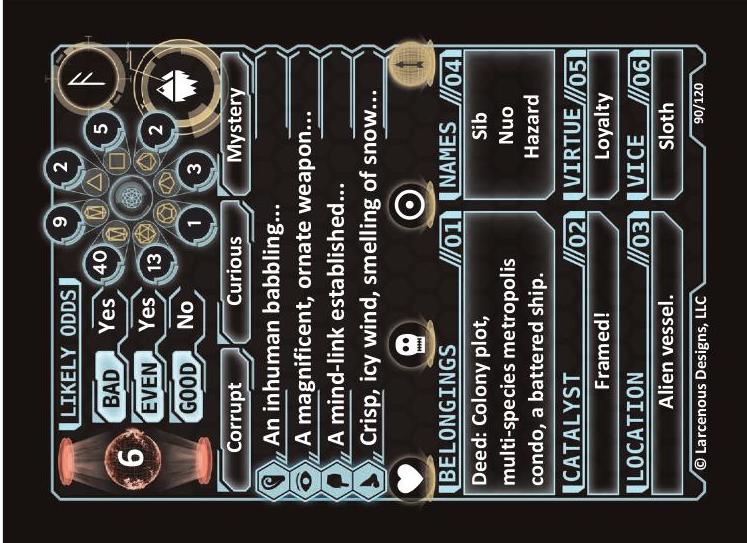 6
LIKELY ODDS
BAD Yes
EVEN Yes
GOOD No
40
9
2
5
2
3
1
13
Corrupt Curious Mystery
An inhuman babbling...
A magnificent, ornate weapon...
A mind-link established...
Crisp, icy wind, smelling of snow...
BELONGINGS //01
Deed: Colony plot,
multi-species metropolis
condo, a battered ship.
CATALYST //02
Framed!
LOCATION //03
Alien vessel.
NAMES //04
Sib
Nuo
Hazard
VIRTUE //05
Loyalty
VICE //06
Sloth
© Larcenous Designs, LLC
90/120